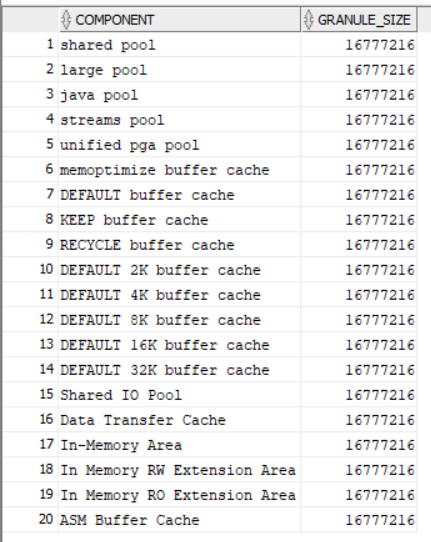 COMPONENT GRANULE_SIZE
1 shared pool 16777216
2 large pool 16777216
3 java pool 16777216
4 streams pool 16777216
5 unified pga pool 16777216
6 memoptimize buffer cache 16777216
7 DEFAULT buffer cache 16777216
8 KEEP buffer cache 16777216
9 RECYCLE buffer cache 16777216
10 DEFAULT 2K buffer cache 16777216
11 DEFAULT 4K buffer cache 16777216
12 DEFAULT 8K buffer cache 16777216
13 DEFAULT 16K buffer cache 16777216
14 DEFAULT 32K buffer cache 16777216
15 Shared IO Pool 16777216
16 Data Transfer Cache 16777216
17 In-Memory Area 16777216
18 In Memory RW Extension Area 16777216
19 In Memory RO Extension Area 16777216
20 ASM Buffer Cache 16777216